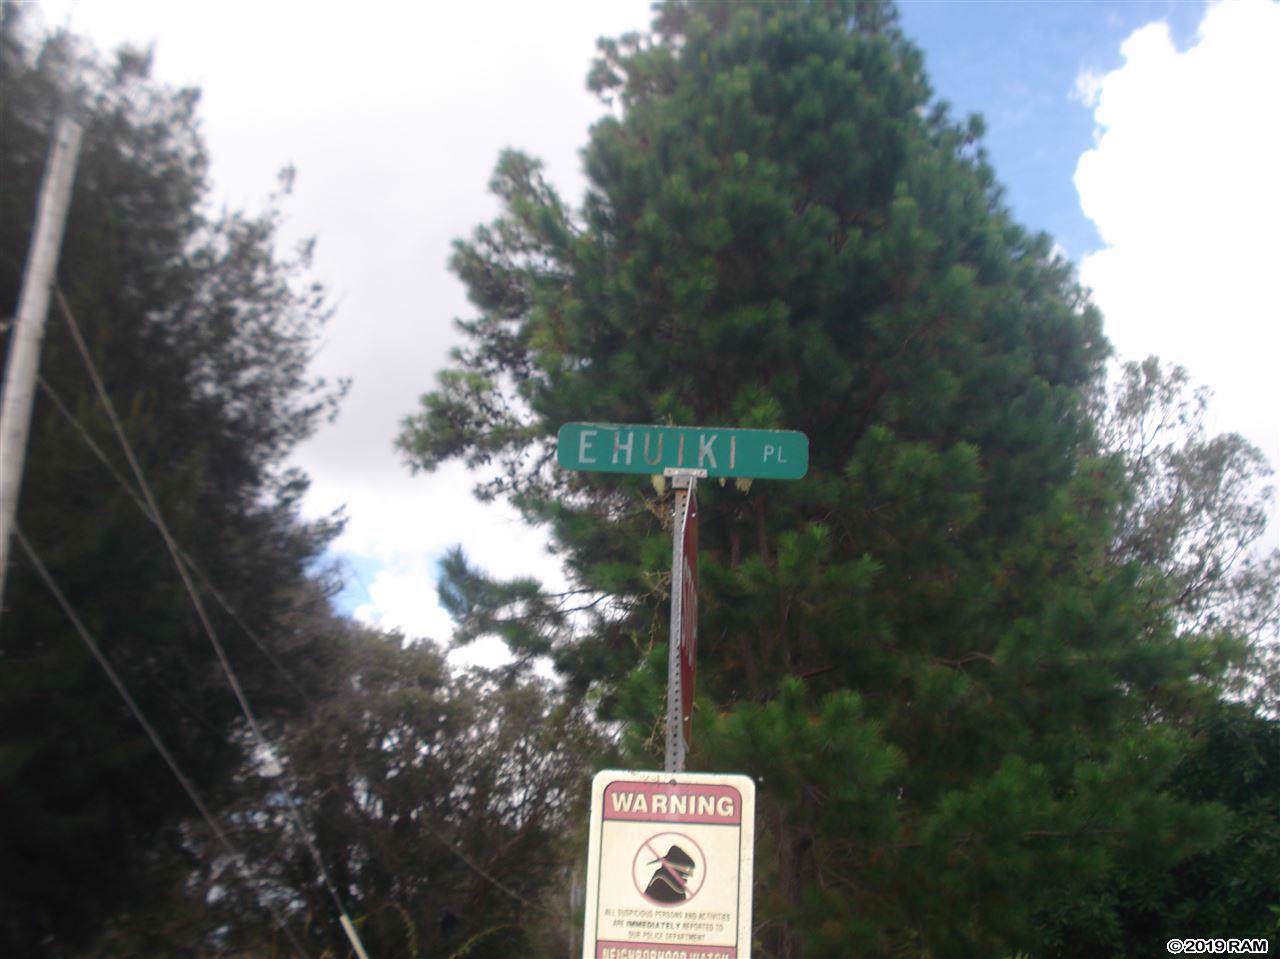 EHUIKI PL
WARNING
ALL SUSPICIOUS PERSONS AND ACTIVITIES
ARE IMMEDIATELY REPORTED TO
OUR POLICE DEPARTMENT
NEIGHBORHOOD WATCH
©2019 RAM